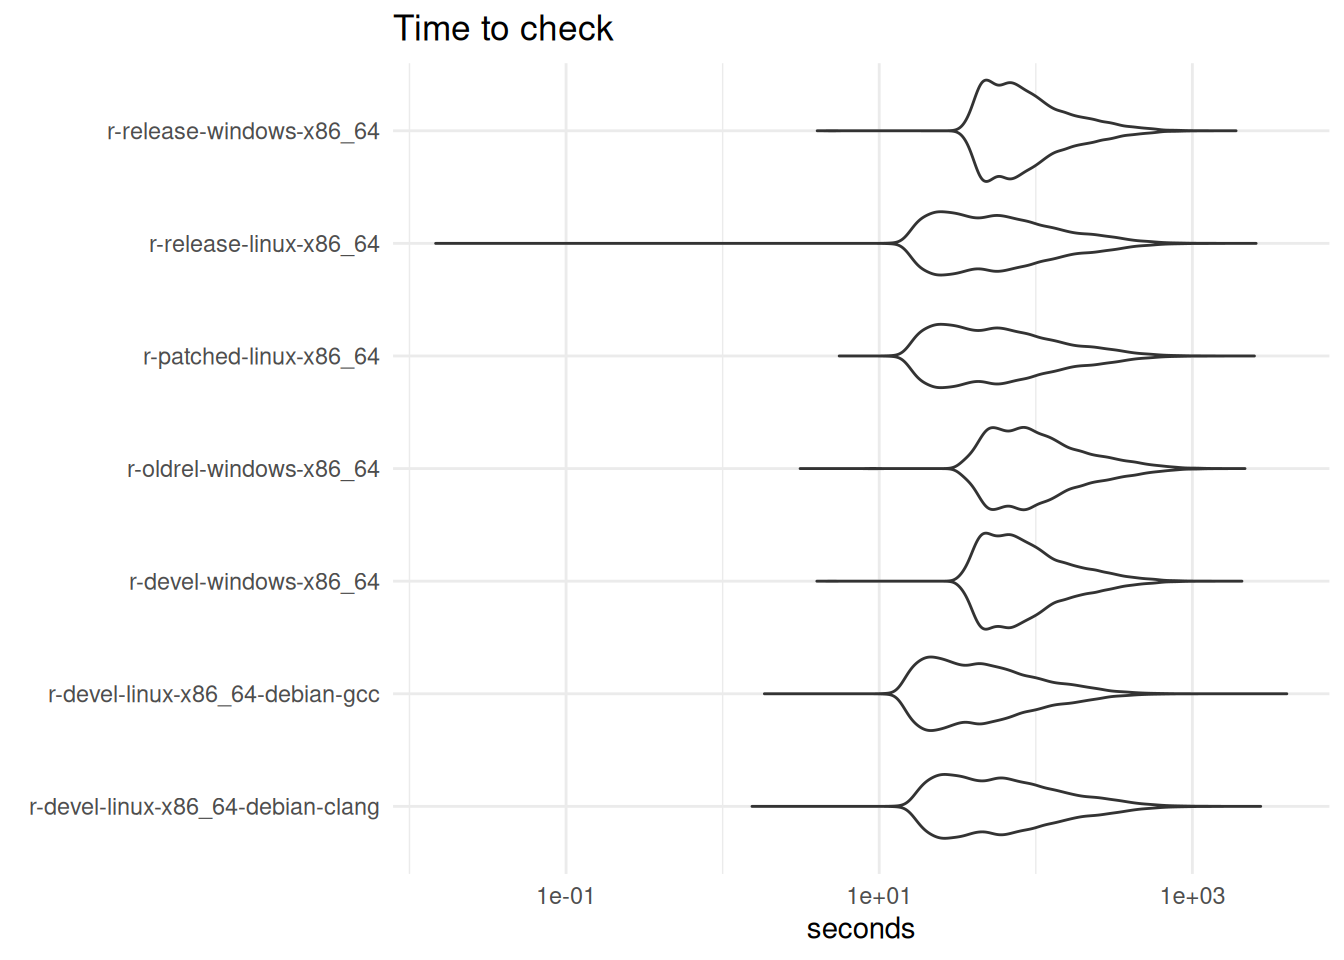 Time to check
r-release-windows-x86_64
r-release-linux-x86_64
r-patched-linux-x86_64
r-oldrel-windows-x86_64
r-devel-windows-x86_64
r-devel-linux-x86_64-debian-gcc
r-devel-linux-x86_64-debian-clang
1e-01 1e+01 1e+03
seconds